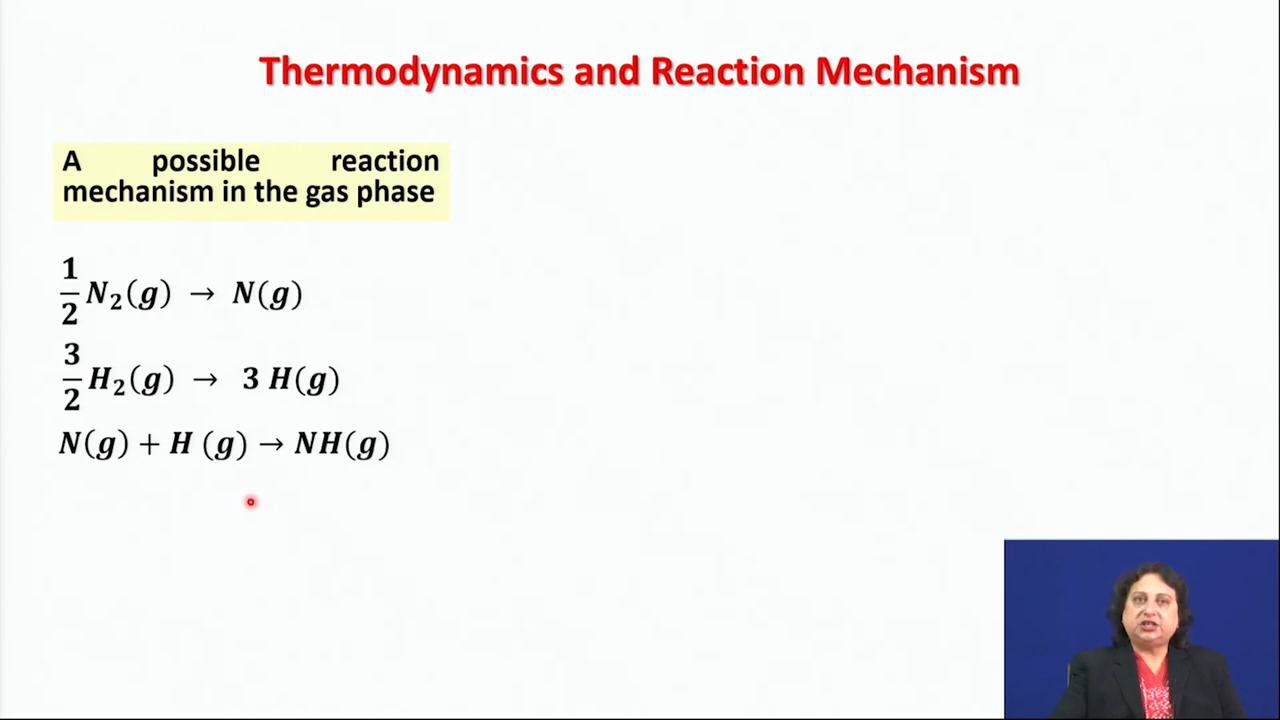 Thermodynamics and Reaction Mechanism
A possible reaction
mechanism in the gas phase
1/2 N₂(g) → N(g)
3/2 H₂(g) → 3 H(g)
N(g) + H (g) → NH(g)